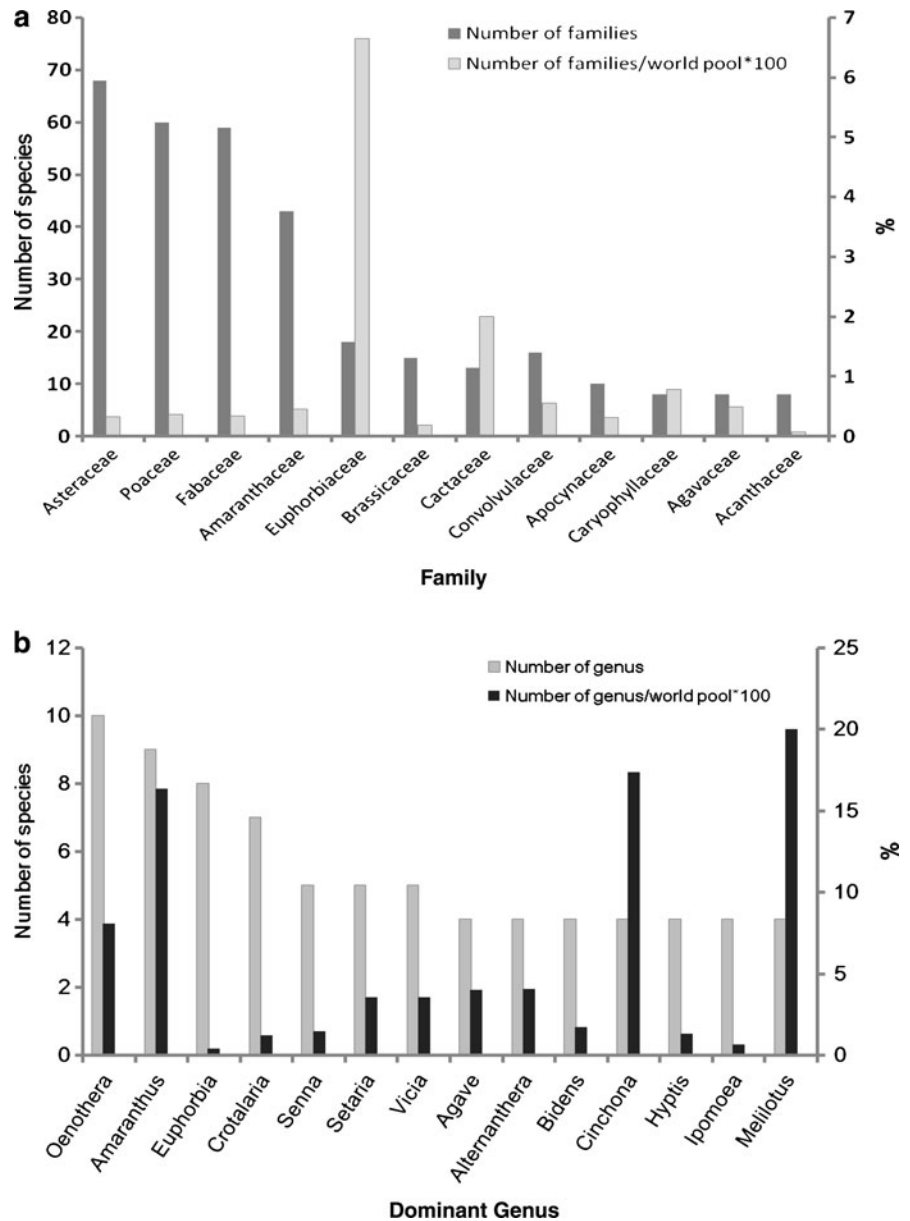 a
80
70
60
50
40
30
20
10
0
Number of species
Number of families
Number of families/world pool*100
7
6
5
4
3
2
1
0
%
Asteraceae
Poaceae
Fabaceae
Amaranthaceae
Euphorbiaceae
Brassicaceae
Cactaceae
Convolvulaceae
Apocynaceae
Caryophyllaceae
Agavaceae
Acanthaceae
Family
b
12
10
8
6
4
2
0
Number of species
Number of genus
Number of genus/world pool*100
25
20
15
10
5
0
%
Oenothera
Amaranthus
Euphorbia
Crotalaria
Senna
Setaria
Vicia
Agave
Alternanthera
Bidens
Cinchona
Hyptis
Ipomoea
Melilotus
Dominant Genus